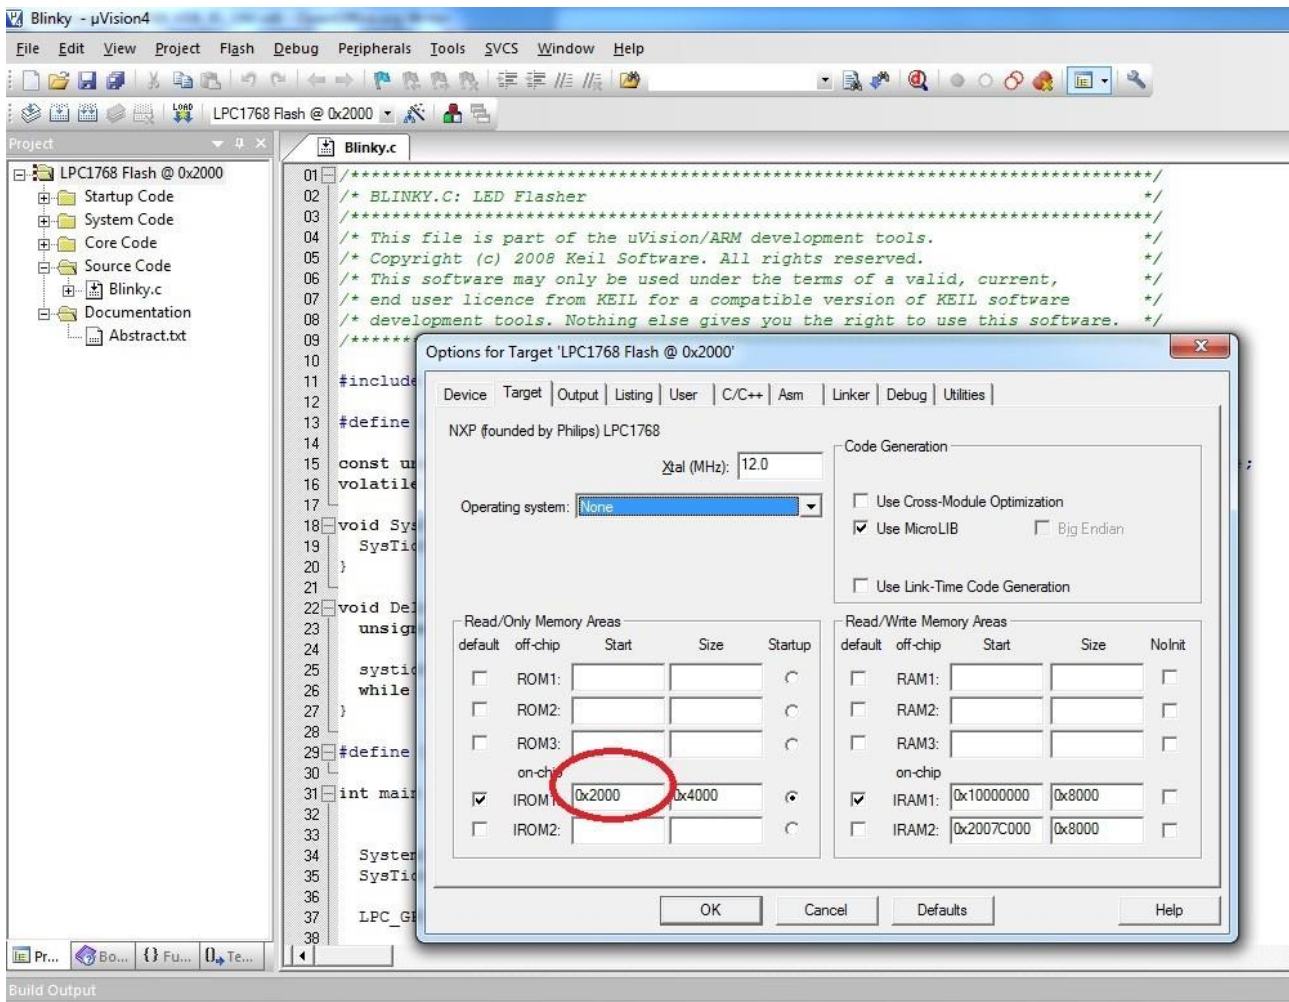 Blinky - µVision4
File Edit View Project Flash Debug Peripherals Tools SVCS Window Help
LOAD LPC1768 Flash @ 0x2000
Project
Blinky.c
LPC1768 Flash @ 0x2000
Startup Code
System Code
Core Code
Source Code
Blinky.c
Documentation
Abstract.txt
01 /*****************************************************************************/
02 /* BLINKY.C: LED Flasher */
03 /*****************************************************************************/
04 /* This file is part of the uVision/ARM development tools. */
05 /* Copyright (c) 2008 Keil Software. All rights reserved. */
06 /* This software may only be used under the terms of a valid, current, */
07 /* end user licence from KEIL for a compatible version of KEIL software */
08 /* development tools. Nothing else gives you the right to use this software. */
09 /******
10
11 #include
12
13 #define
14
15 const un ;
16 volatile
17
18 void Sys
19 SysTic
20 }
21
22 void Del
23 unsign
24
25 systic
26 while
27 }
28
29 #define
30
31 int main
32
33
34 System
35 SysTic
36
37 LPC_GP
38
Options for Target 'LPC1768 Flash @ 0x2000'
Device Target Output Listing User C/C++ Asm Linker Debug Utilities
NXP (founded by Philips) LPC1768
Xtal (MHz): 12.0
Operating system: None
Code Generation
Use Cross-Module Optimization
Use MicroLIB Big Endian
Use Link-Time Code Generation
Read/Only Memory Areas
default off-chip Start Size Startup
ROM1:
ROM2:
ROM3:
on-chip
IROM1: 0x2000 0x4000
IROM2:
Read/Write Memory Areas
default off-chip Start Size NoInit
RAM1:
RAM2:
RAM3:
on-chip
IRAM1: 0x10000000 0x8000
IRAM2: 0x2007C000 0x8000
OK Cancel Defaults Help
Pr... Bo... {} Fu... 0 Te...
Build Output